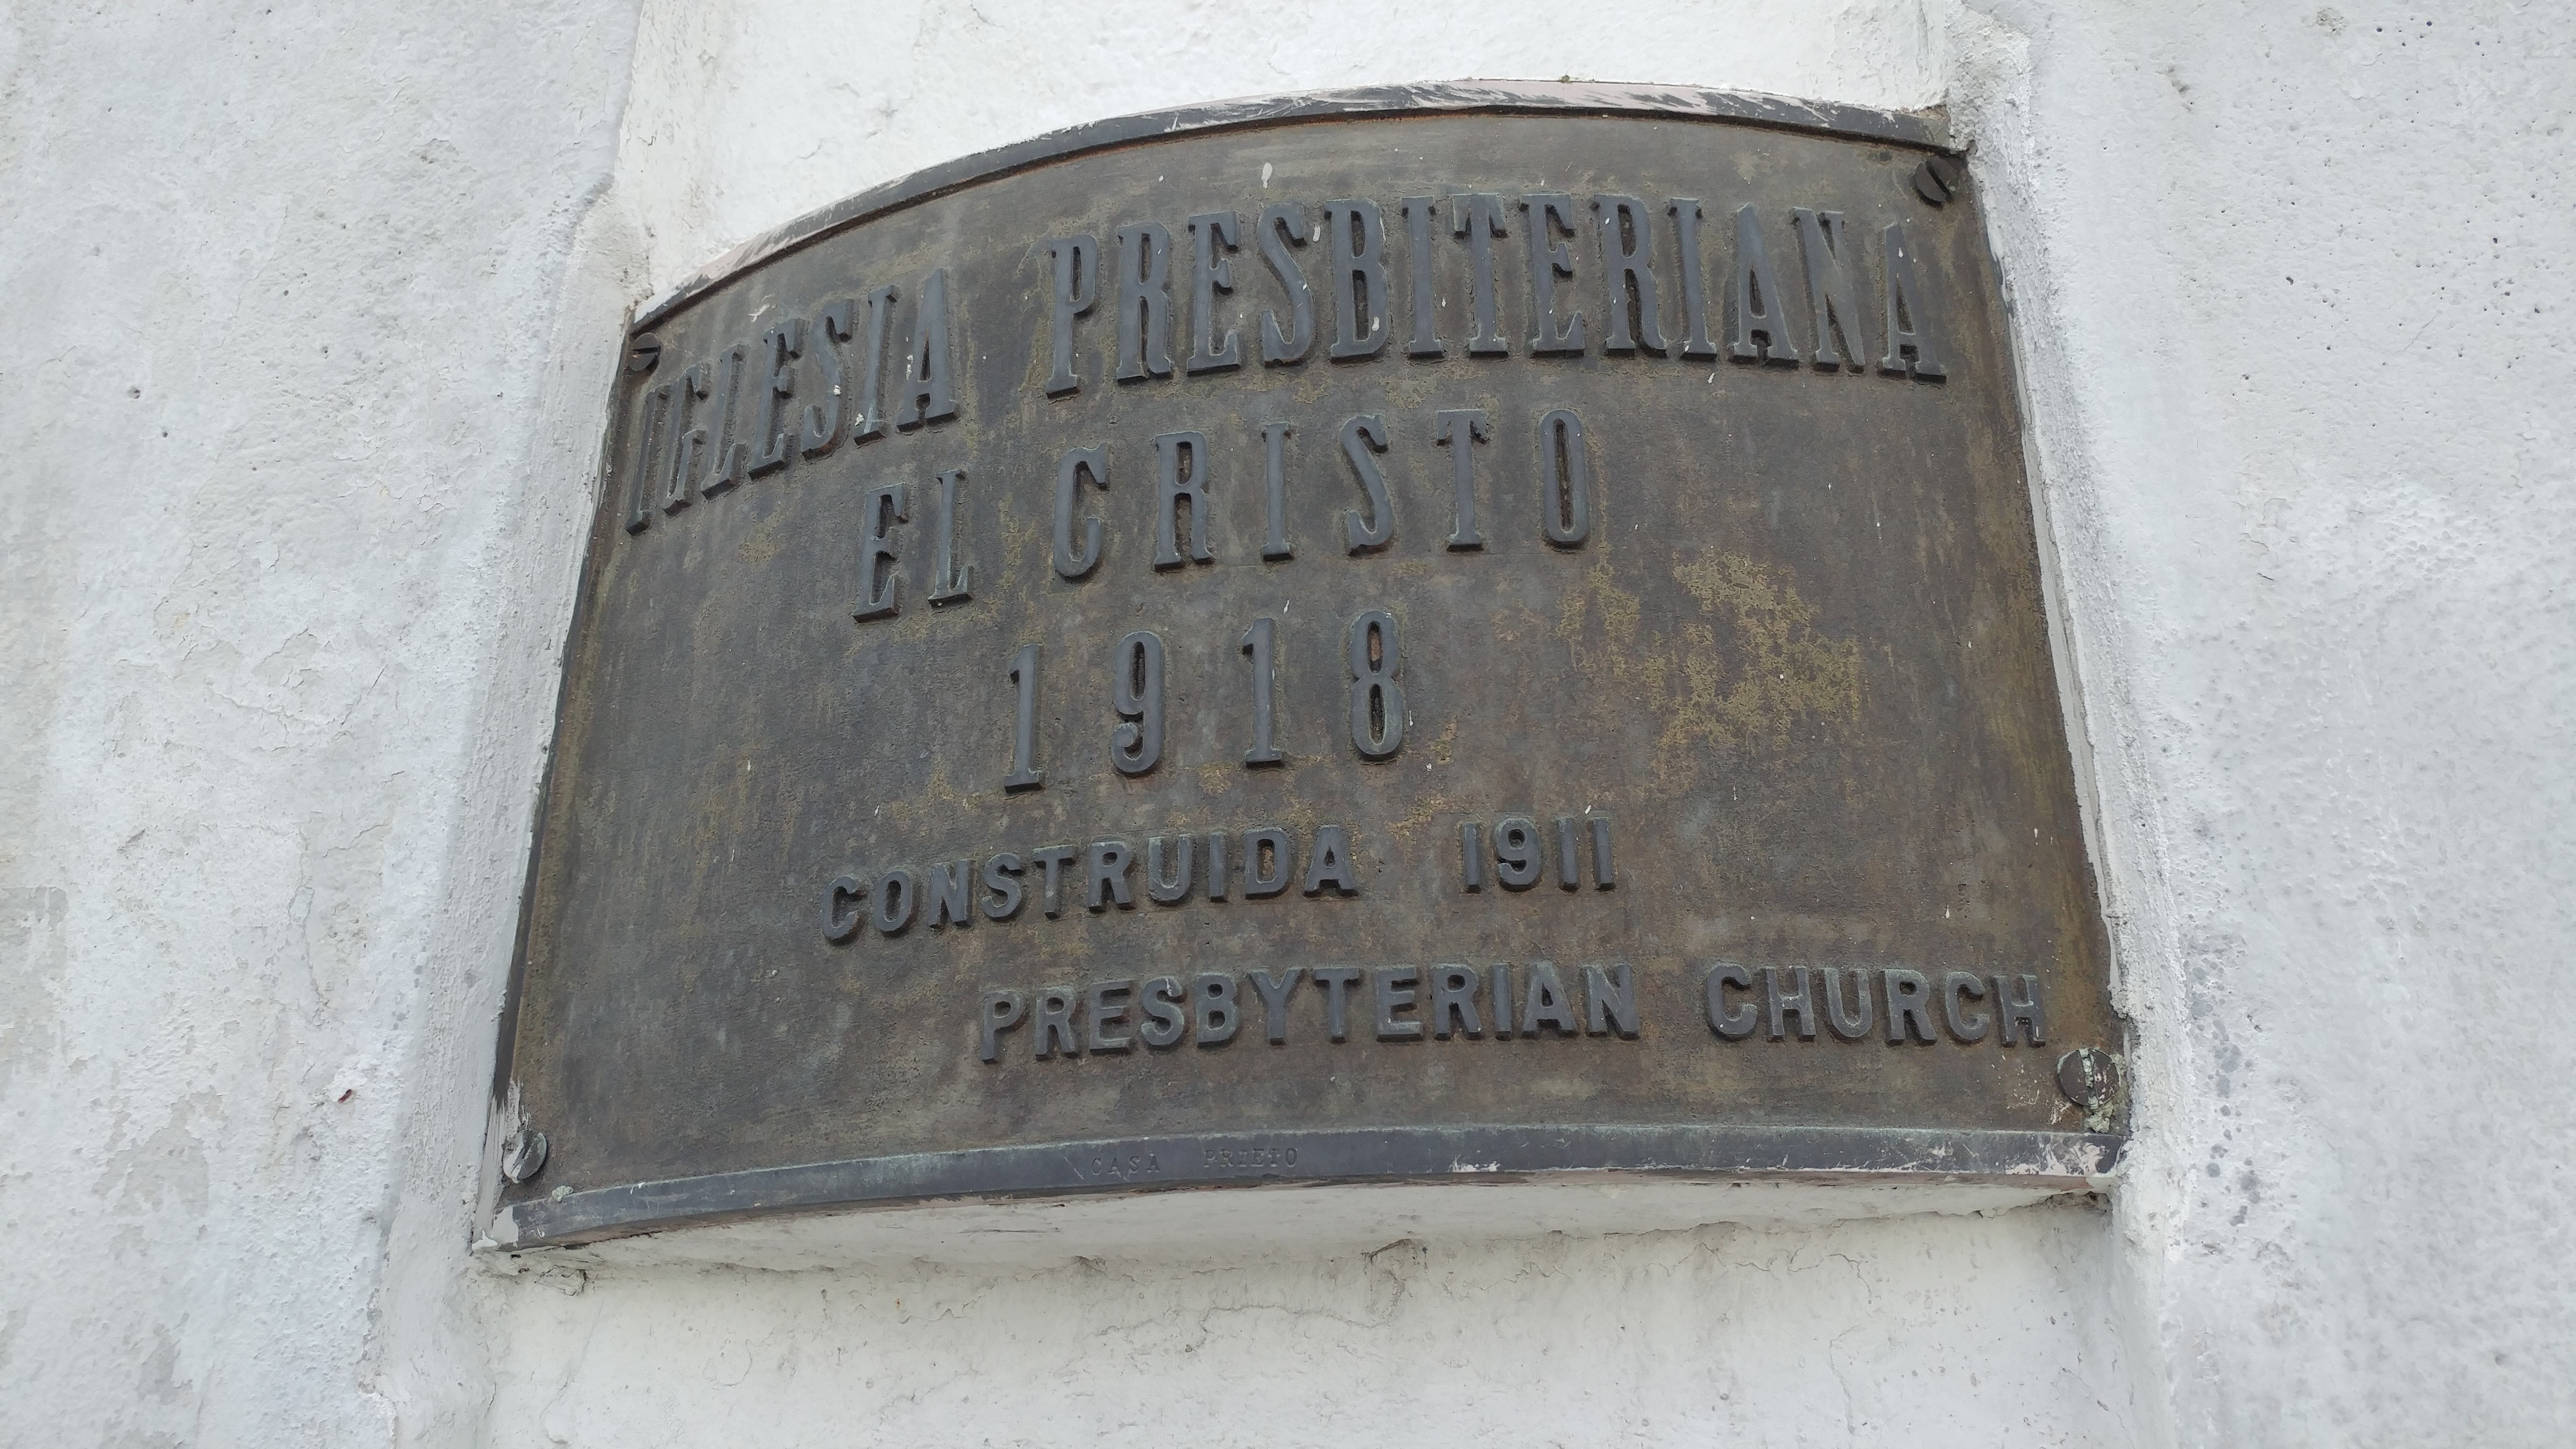 IGLESIA PRESBITERIANA
EL CRISTO
1918
CONSTRUIDA 1911
PRESBYTERIAN CHURCH
CASA PRIETO